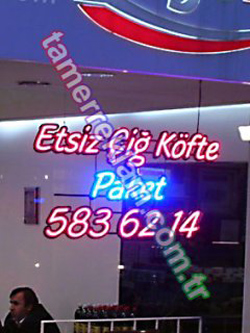 Etsiz Çiğ Köfte
Paket
583 62 14
tamerreklam.com.tr